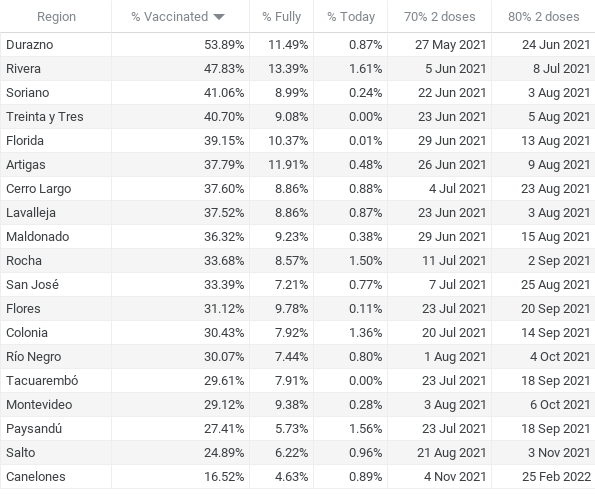 Region % Vaccinated % Fully % Today 70% 2 doses 80% 2 doses
Durazno 53.89% 11.49% 0.87% 27 May 2021 24 Jun 2021
Rivera 47.83% 13.39% 1.61% 5 Jun 2021 8 Jul 2021
Soriano 41.06% 8.99% 0.24% 22 Jun 2021 3 Aug 2021
Treinta y Tres 40.70% 9.08% 0.00% 23 Jun 2021 5 Aug 2021
Florida 39.15% 10.37% 0.01% 29 Jun 2021 13 Aug 2021
Artigas 37.79% 11.91% 0.48% 26 Jun 2021 9 Aug 2021
Cerro Largo 37.60% 8.86% 0.88% 4 Jul 2021 23 Aug 2021
Lavalleja 37.52% 8.86% 0.87% 23 Jun 2021 3 Aug 2021
Maldonado 36.32% 9.23% 0.38% 29 Jun 2021 15 Aug 2021
Rocha 33.68% 8.57% 1.50% 11 Jul 2021 2 Sep 2021
San José 33.39% 7.21% 0.77% 7 Jul 2021 25 Aug 2021
Flores 31.12% 9.78% 0.11% 23 Jul 2021 20 Sep 2021
Colonia 30.43% 7.92% 1.36% 20 Jul 2021 14 Sep 2021
Río Negro 30.07% 7.44% 0.80% 1 Aug 2021 4 Oct 2021
Tacuarembó 29.61% 7.91% 0.00% 23 Jul 2021 18 Sep 2021
Montevideo 29.12% 9.38% 0.28% 3 Aug 2021 6 Oct 2021
Paysandú 27.41% 5.73% 1.56% 23 Jul 2021 18 Sep 2021
Salto 24.89% 6.22% 0.96% 21 Aug 2021 3 Nov 2021
Canelones 16.52% 4.63% 0.89% 4 Nov 2021 25 Feb 2022